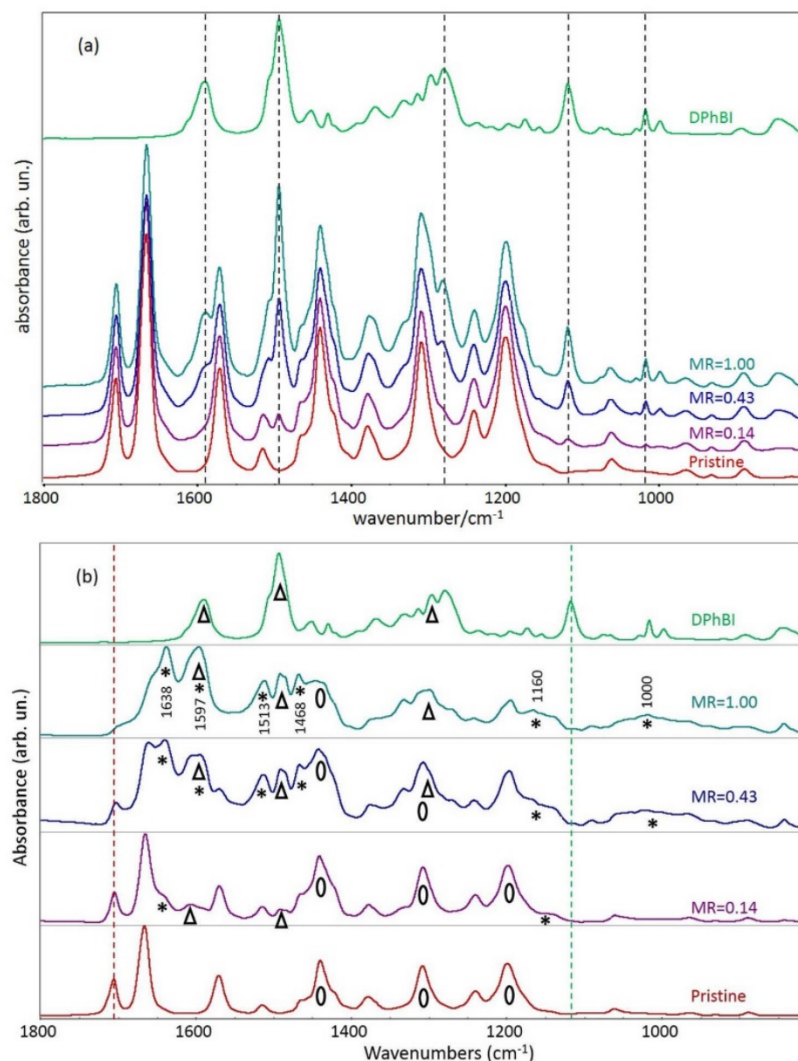 (a)
DPhBI
MR=1.00
MR=0.43
MR=0.14
Pristine
absorbance (arb. un.)
1800 1600 1400 1200 1000
wavenumber/cm⁻¹
(b)
DPhBI
* Δ * * Δ * 0 Δ * *
1638 1597 1513 1468 1160 1000
MR=1.00
MR=0.43
MR=0.14
Pristine
Absorbance (arb. un.)
1800 1600 1400 1200 1000
Wavenumbers (cm⁻¹)